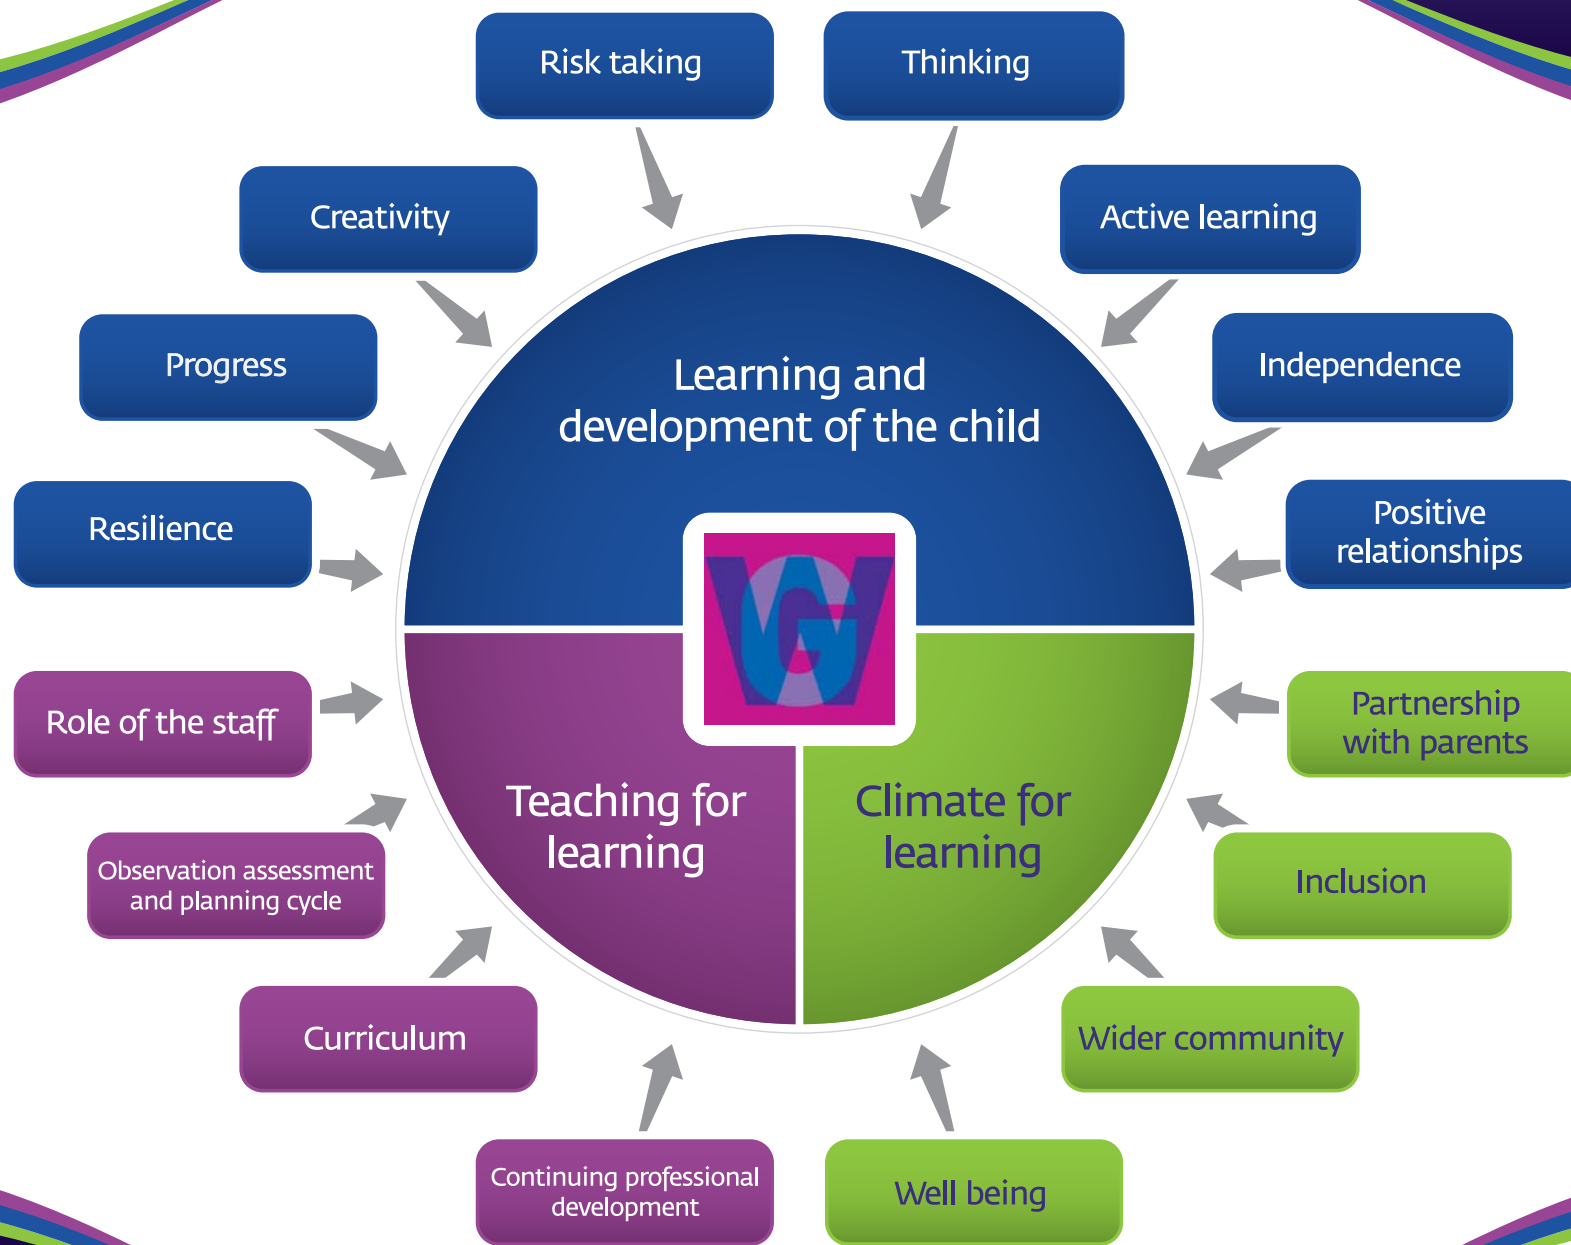 Risk taking
Thinking
Creativity
Active learning
Progress
Independence
Learning and
development of the child
Resilience
Positive
relationships
WG
Role of the staff
Partnership
with parents
Teaching for
learning
Climate for
learning
Observation assessment
and planning cycle
Inclusion
Curriculum
Wider community
Continuing professional
development
Well being